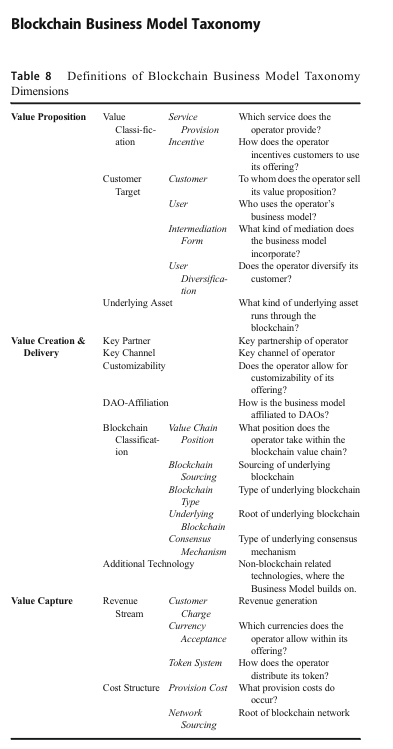 Blockchain Business Model Taxonomy
Table 8 Definitions of Blockchain Business Model Taxonomy
Dimensions
Value Proposition Value Service Which service does the
Classi-fic- Provision operator provide?
ation Incentive How does the operator
incentives customers to use
its offering?
Customer Customer To whom does the operator sell
Target its value proposition?
User Who uses the operator's
business model?
Intermediation What kind of mediation does
Form the business model
incorporate?
User Does the operator diversify its
Diversifica- customer?
tion
Underlying Asset What kind of underlying asset
runs through the
blockchain?
Value Creation & Key Partner Key partnership of operator
Delivery Key Channel Key channel of operator
Customizability Does the operator allow for
customizability of its
offering?
DAO-Affiliation How is the business model
affiliated to DAOs?
Blockchain Value Chain What position does the
Classificat- Position operator take within the
ion blockchain value chain?
Blockchain Sourcing of underlying
Sourcing blockchain
Blockchain Type of underlying blockchain
Type
Underlying Root of underlying blockchain
Blockchain
Consensus Type of underlying consensus
Mechanism mechanism
Additional Technology Non-blockchain related
technologies, where the
Business Model builds on.
Value Capture Revenue Customer Revenue generation
Stream Charge
Currency Which currencies does the
Acceptance operator allow within its
offering?
Token System How does the operator
distribute its token?
Cost Structure Provision Cost What provision costs do
occur?
Network Root of blockchain network
Sourcing